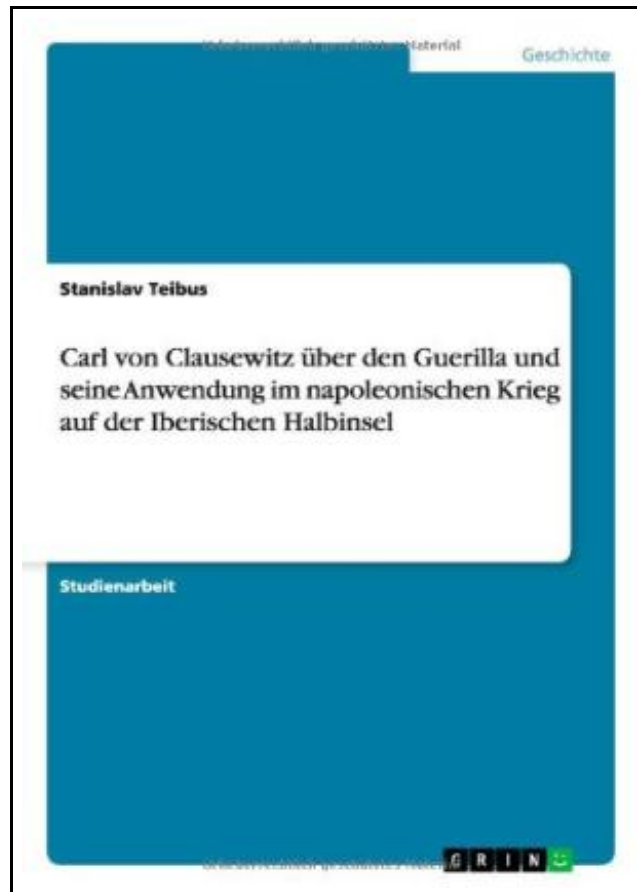 Geschichte
Stanislav Teibus
Carl von Clausewitz über den Guerilla und
seine Anwendung im napoleonischen Krieg
auf der Iberischen Halbinsel
Studienarbeit
GRIN